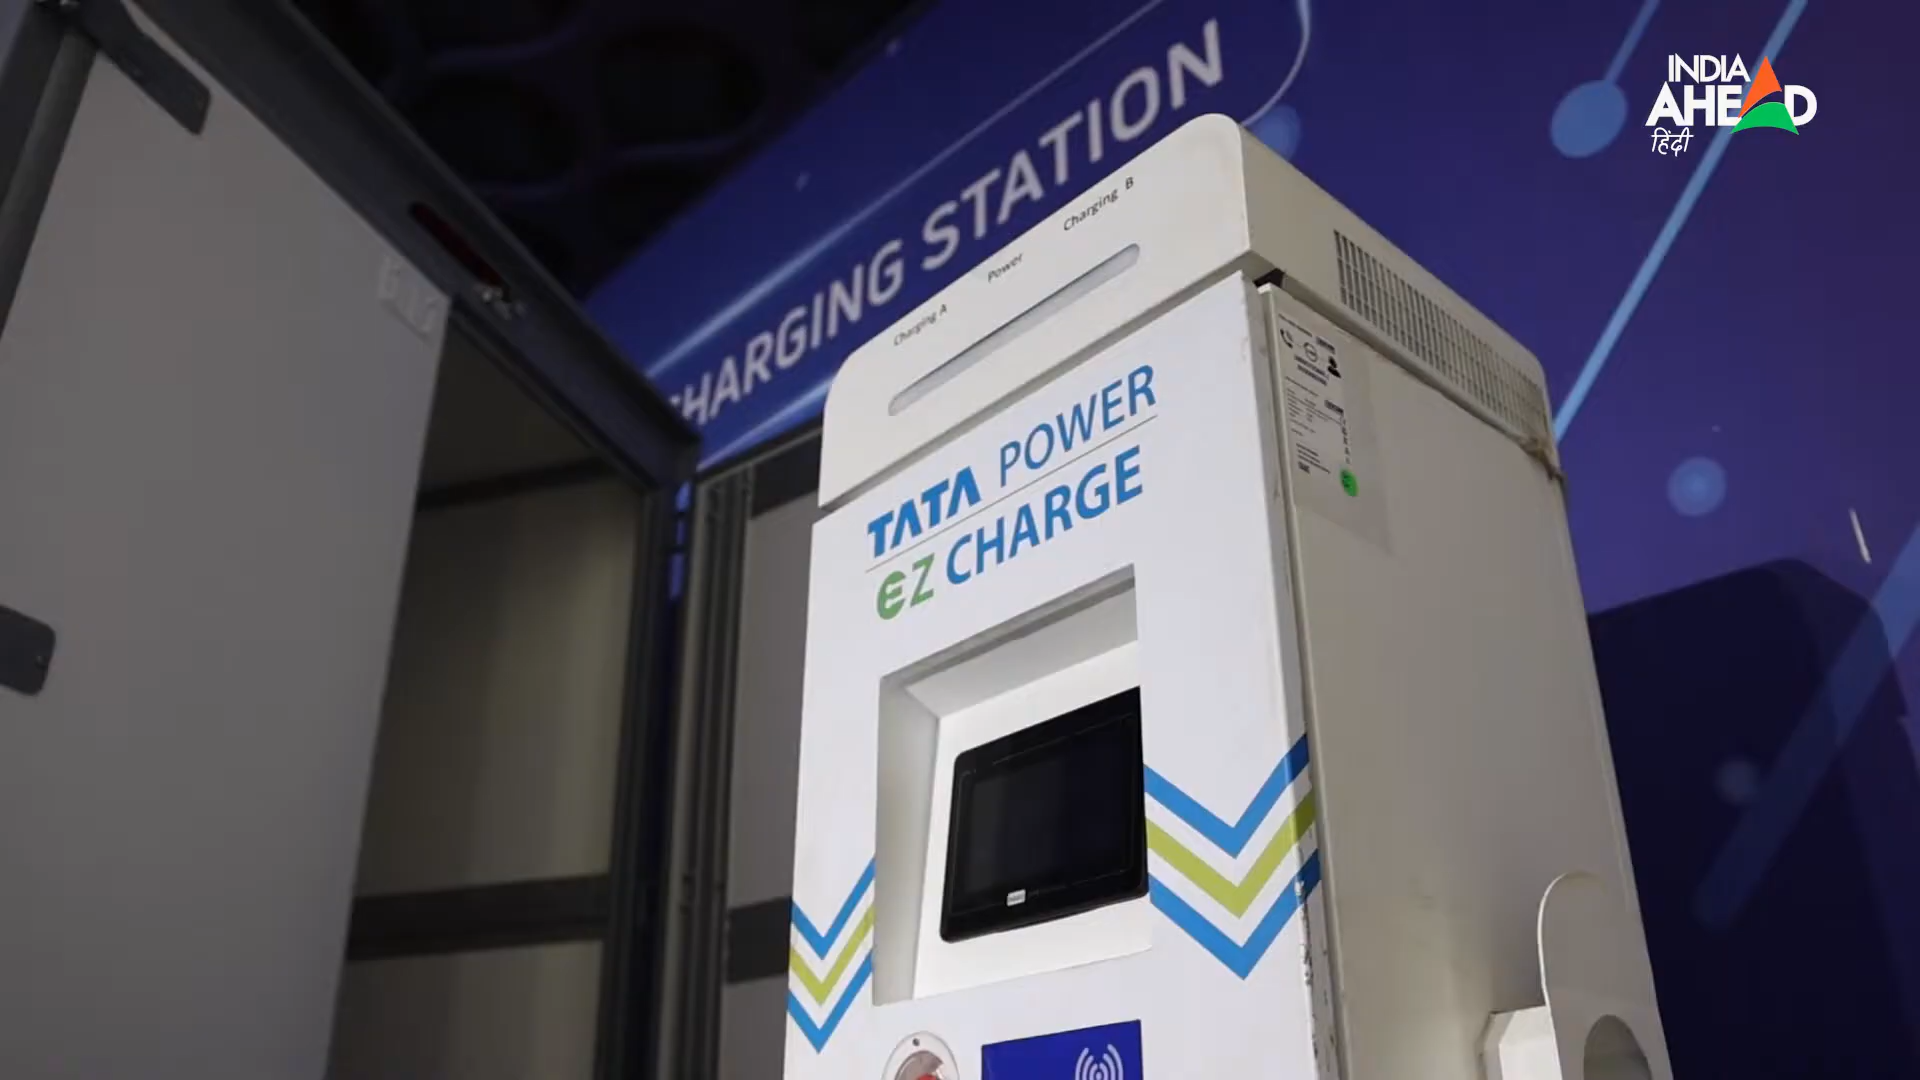 INDIA
AHEAD
हिंदी
CHARGING STATION
Charging A
Power
Charging B
TATA POWER
EZ CHARGE